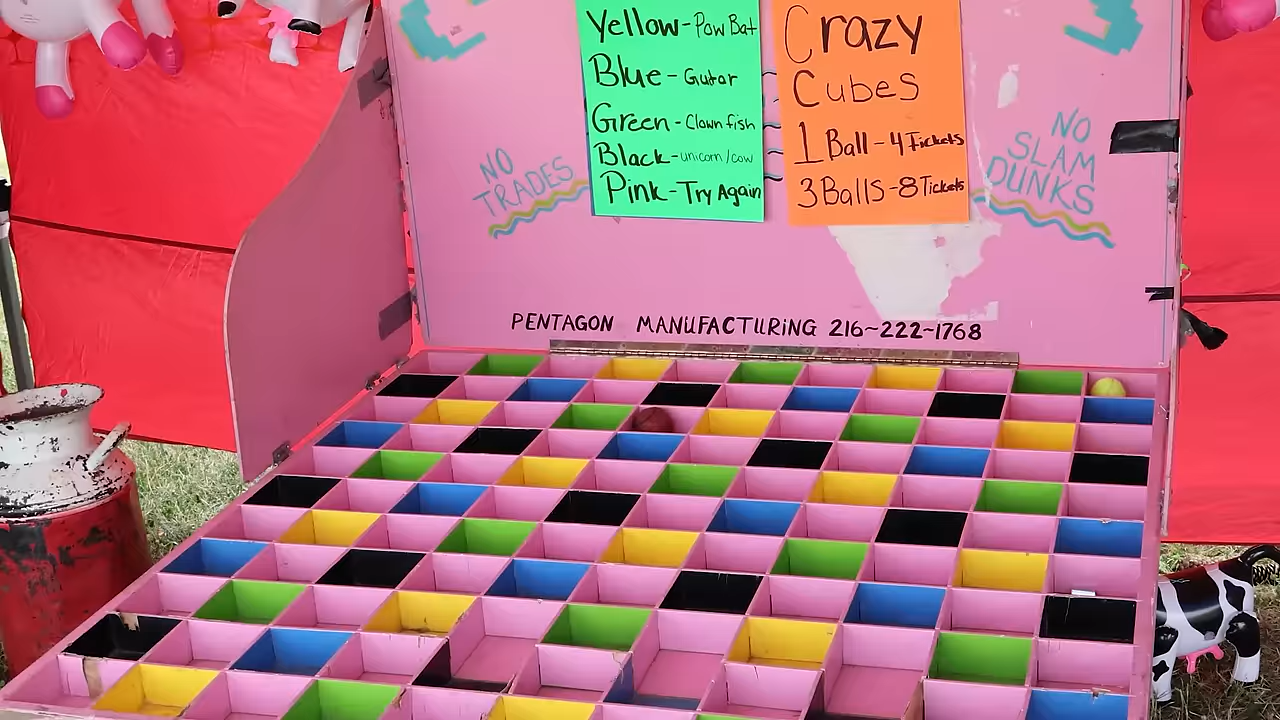 Yellow-Pow Bat
Blue-Gutar
Green-Clown fish
Black-unicorn/cow
Pink-Try Again
Crazy
Cubes
1 Ball-4 Tickets
3 Balls-8 Tickets
NO
TRADES
NO
SLAM
DUNKS
PENTAGON MANUFACTURING 216-222-1768